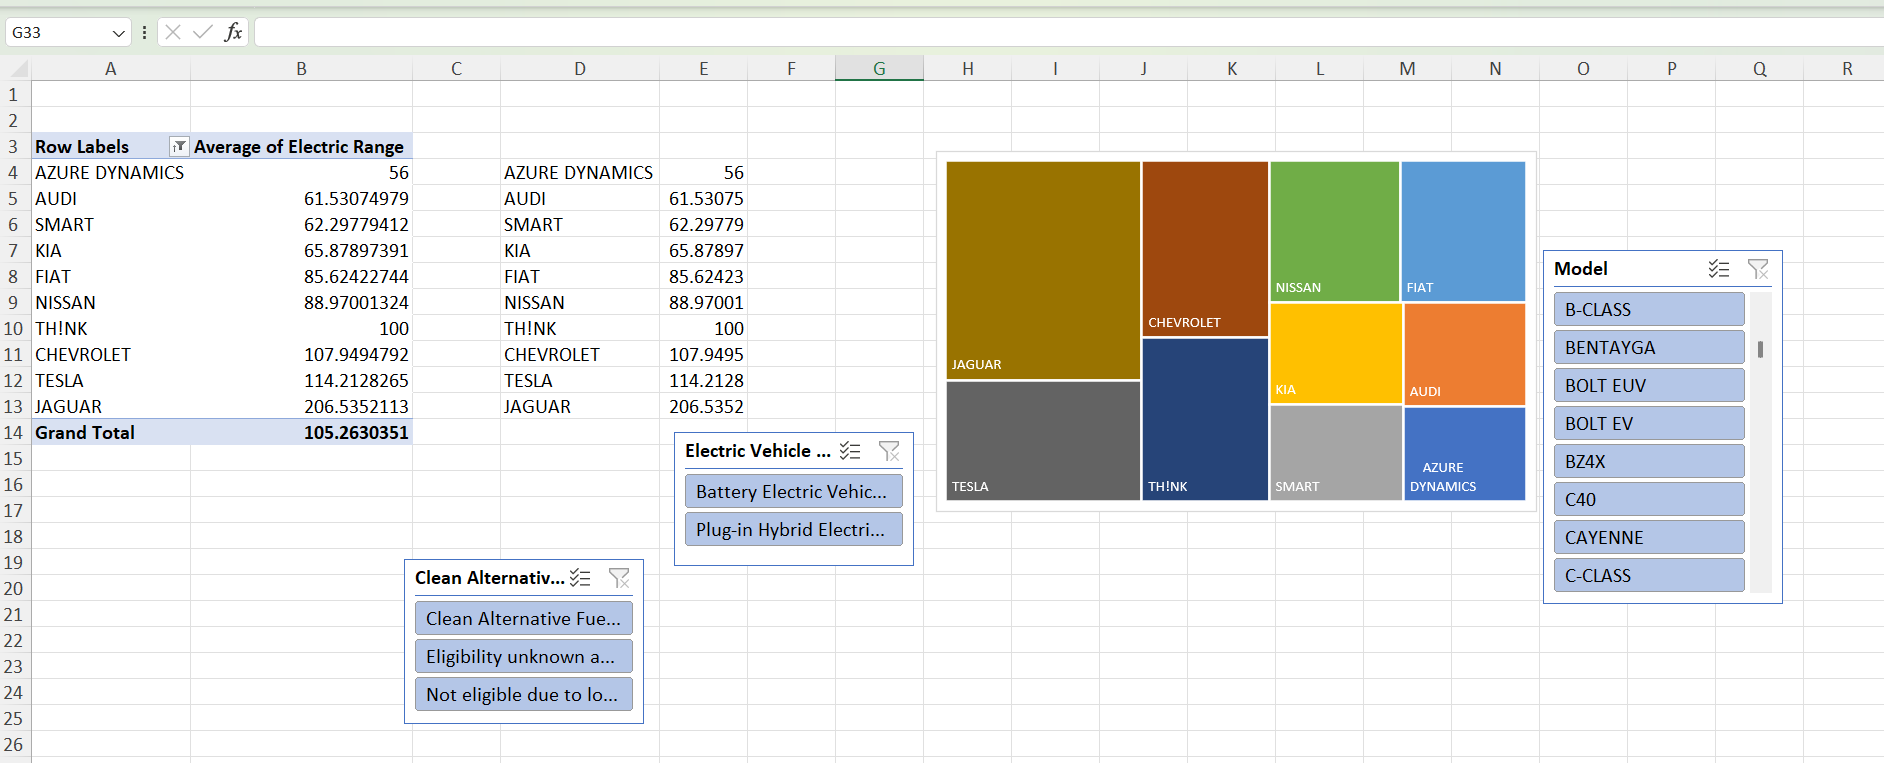 G33
fx
A B C D E F G H I J K L M N O P Q R
1
2
3 Row Labels Average of Electric Range
4 AZURE DYNAMICS 56 AZURE DYNAMICS 56
5 AUDI 61.53074979 AUDI 61.53075
6 SMART 62.29779412 SMART 62.29779
7 KIA 65.87897391 KIA 65.87897
8 FIAT 85.62422744 FIAT 85.62423
9 NISSAN 88.97001324 NISSAN 88.97001
10 TH!NK 100 TH!NK 100
11 CHEVROLET 107.9494792 CHEVROLET 107.9495
12 TESLA 114.2128265 TESLA 114.2128
13 JAGUAR 206.5352113 JAGUAR 206.5352
14 Grand Total 105.2630351
15
16
17
18
19
20
21
22
23
24
25
26
Electric Vehicle ...
Battery Electric Vehic...
Plug-in Hybrid Electri...
Clean Alternativ...
Clean Alternative Fue...
Eligibility unknown a...
Not eligible due to lo...
JAGUAR
TESLA
CHEVROLET
TH!NK
NISSAN
FIAT
KIA
AUDI
SMART
AZURE
DYNAMICS
Model
B-CLASS
BENTAYGA
BOLT EUV
BOLT EV
BZ4X
C40
CAYENNE
C-CLASS